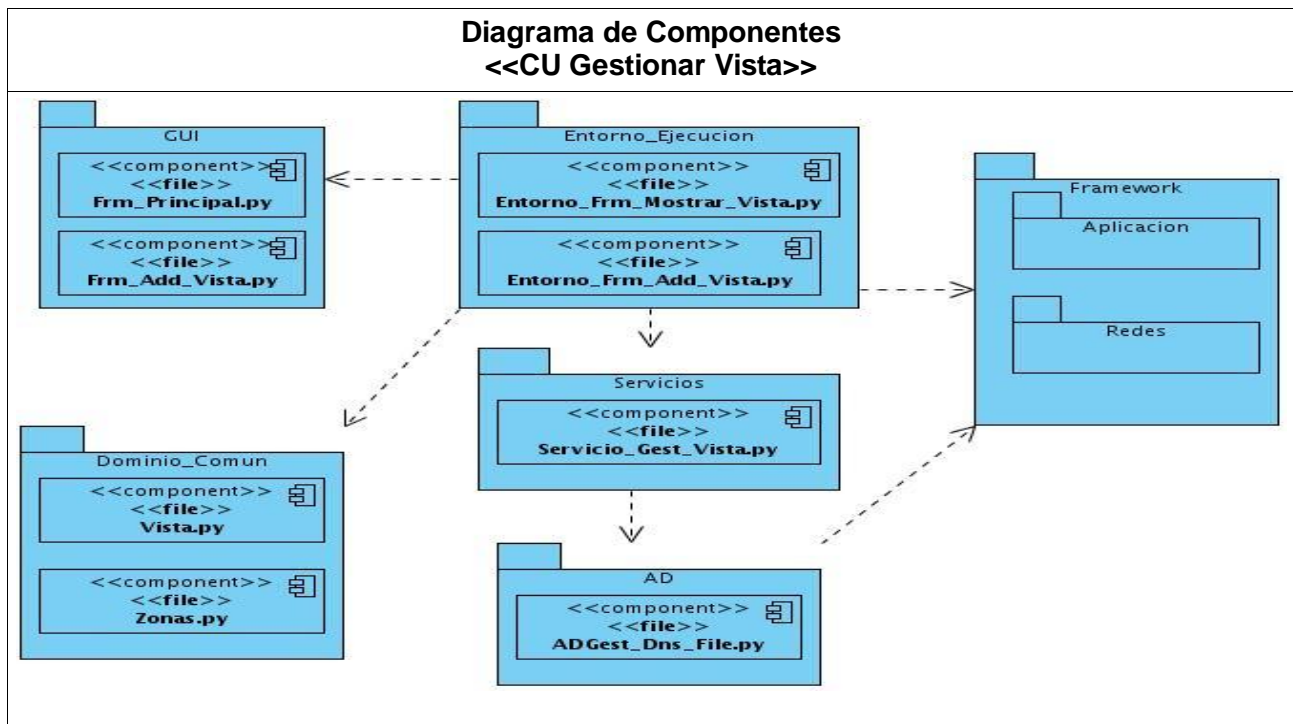 Diagrama de Componentes
<<CU Gestionar Vista>>
GUI
<<component>>
<<file>>
Frm_Principal.py
<<component>>
<<file>>
Frm_Add_Vista.py
Entorno_Ejecucion
<<component>>
<<file>>
Entorno_Frm_Mostrar_Vista.py
<<component>>
<<file>>
Entorno_Frm_Add_Vista.py
Framework
Aplicacion
Redes
Servicios
<<component>>
<<file>>
Servicio_Gest_Vista.py
Dominio_Comun
<<component>>
<<file>>
Vista.py
<<component>>
<<file>>
Zonas.py
AD
<<component>>
<<file>>
ADGest_Dns_File.py